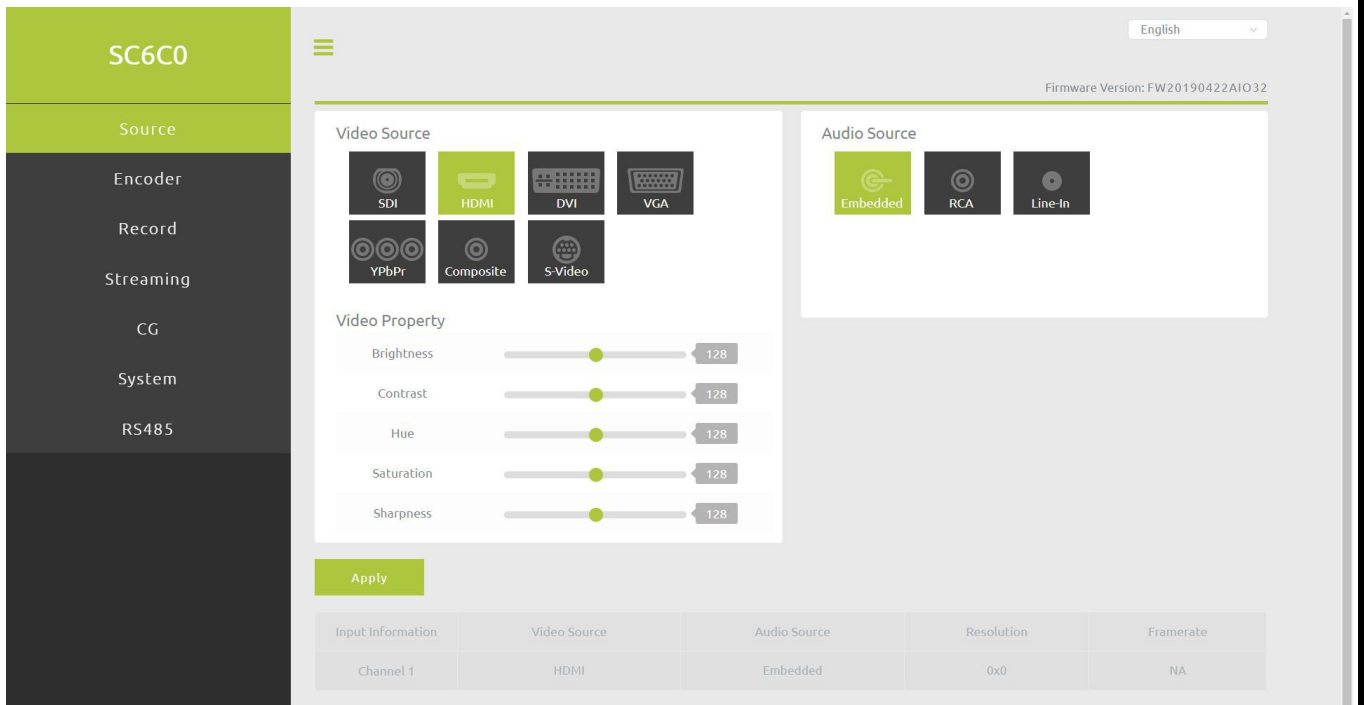 SC6C0
English
Firmware Version: FW20190422AIO32
Source
Encoder
Record
Streaming
CG
System
RS485
Video Source
SDI
HDMI
DVI
VGA
YPbPr
Composite
S-Video
Audio Source
Embedded
RCA
Line-In
Video Property
Brightness 128
Contrast 128
Hue 128
Saturation 128
Sharpness 128
Apply
Input Information Video Source Audio Source Resolution Framerate
Channel 1 HDMI Embedded 0x0 NA